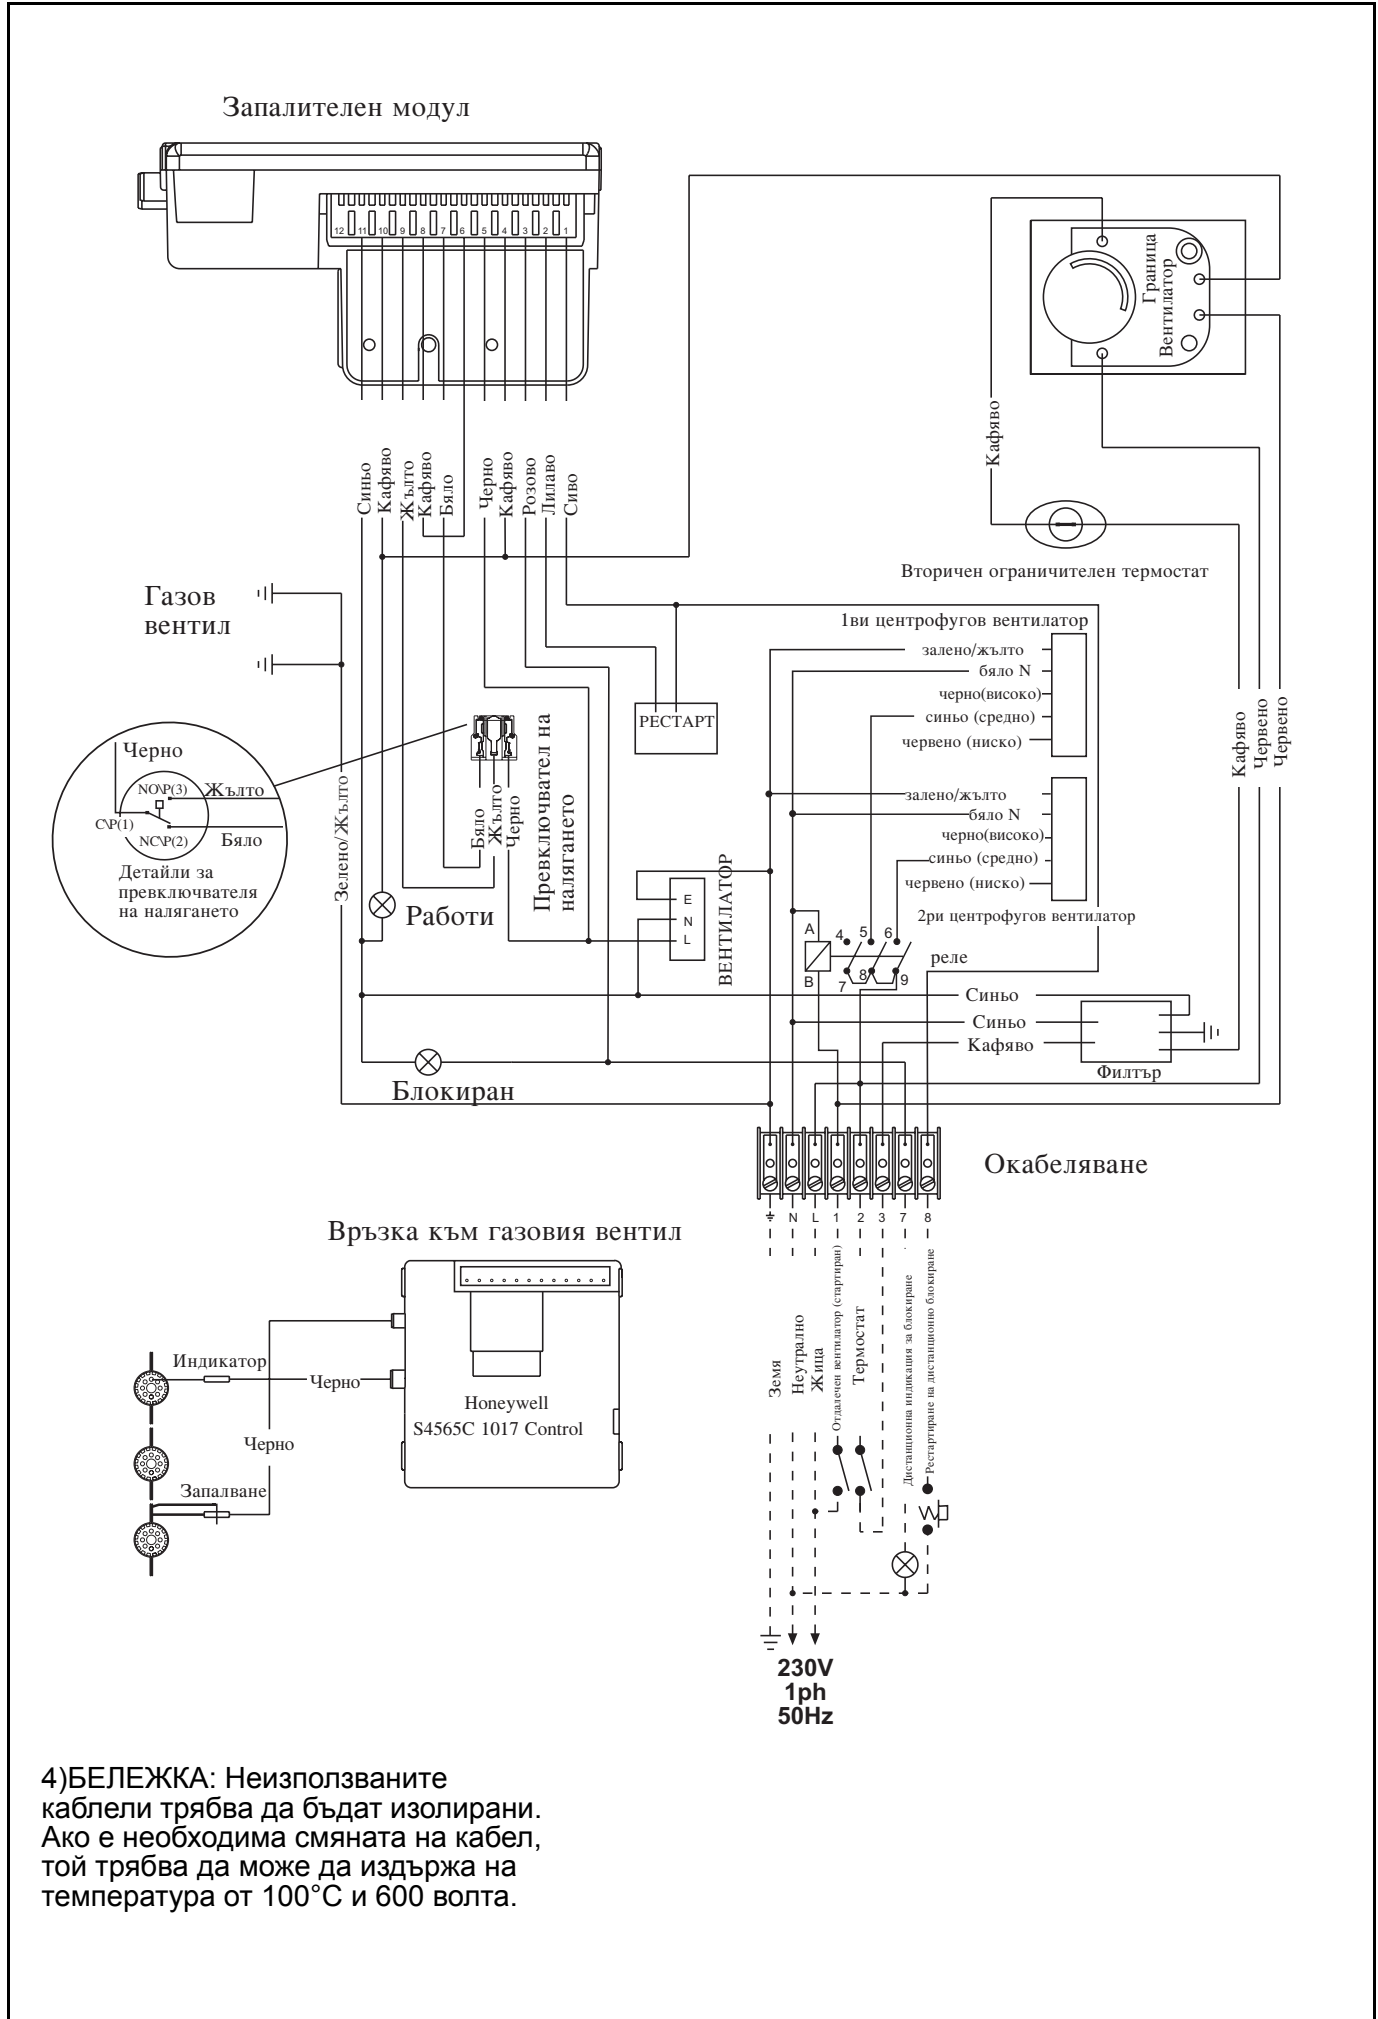 Запалителен модул
12 11 10 9 8 7 6 5 4 3 2 1
Граница
Вентилатор
Синьо
Кафяво
Жълто
Кафяво
Бяло
Черно
Кафяво
Розово
Лилаво
Сиво
Кафяво
Вторичен ограничителен термостат
Газов
вентил
1ви центрофугов вентилатор
залено/жълто
бяло N
черно(високо)
синьо (средно)
червено (ниско)
РЕСТАРТ
Кафяво
Червено
Червено
Черно
NO\P(3)
Жълто
C\P(1)
NC\P(2)
Бяло
Детайли за
превключвателя
на налягането
Зелено/Жълто
Бяло
Жълто
Черно
Превключвател на
налягането
залено/жълто
бяло N
черно(високо)
синьо (средно)
червено (ниско)
2ри центрофугов вентилатор
Работи
E
N
L
ВЕНТИЛАТОР
A
B
4 5 6
7 8 9
реле
Синьо
Синьо
Кафяво
Филтър
Блокиран
Окабеляване
N L 1 2 3 7 8
Земя
Неутрално
Жица
Отдалечен вентилатор (стартиран)
Термостат
Дистанционна индикация за блокиране
Рестартиране на дистанционно блокиране
Връзка към газовия вентил
Индикатор
Черно
Черно
Запалване
Honeywell
S4565C 1017 Control
230V
1ph
50Hz
4)БЕЛЕЖКА: Неизползваните
каблели трябва да бъдат изолирани.
Ако е необходима смяната на кабел,
той трябва да може да издържа на
температура от 100°C и 600 волта.